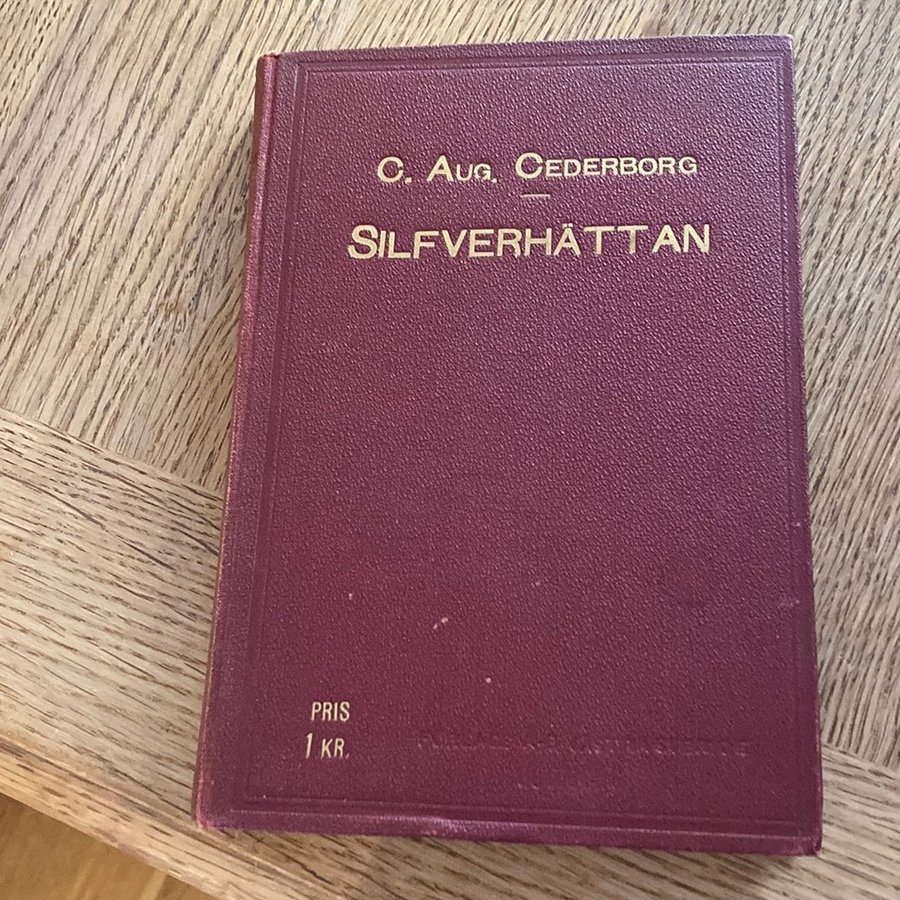 C. AUG. CEDERBORG
SILFVERHÄTTAN
PRIS
1 KR.